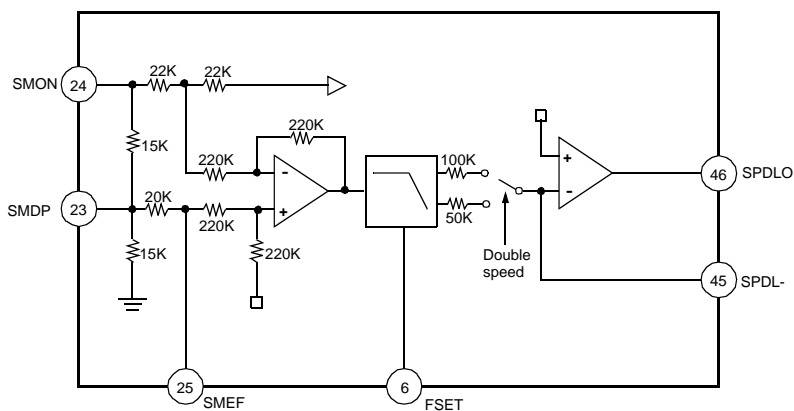 22K 22K
SMON 24
220K
15K
220K
100K
+
-
46 SPDLO
SMDP 23
20K
220K
-
+
50K
15K
220K
Double
speed
45 SPDL-
25 SMEF
6 FSET